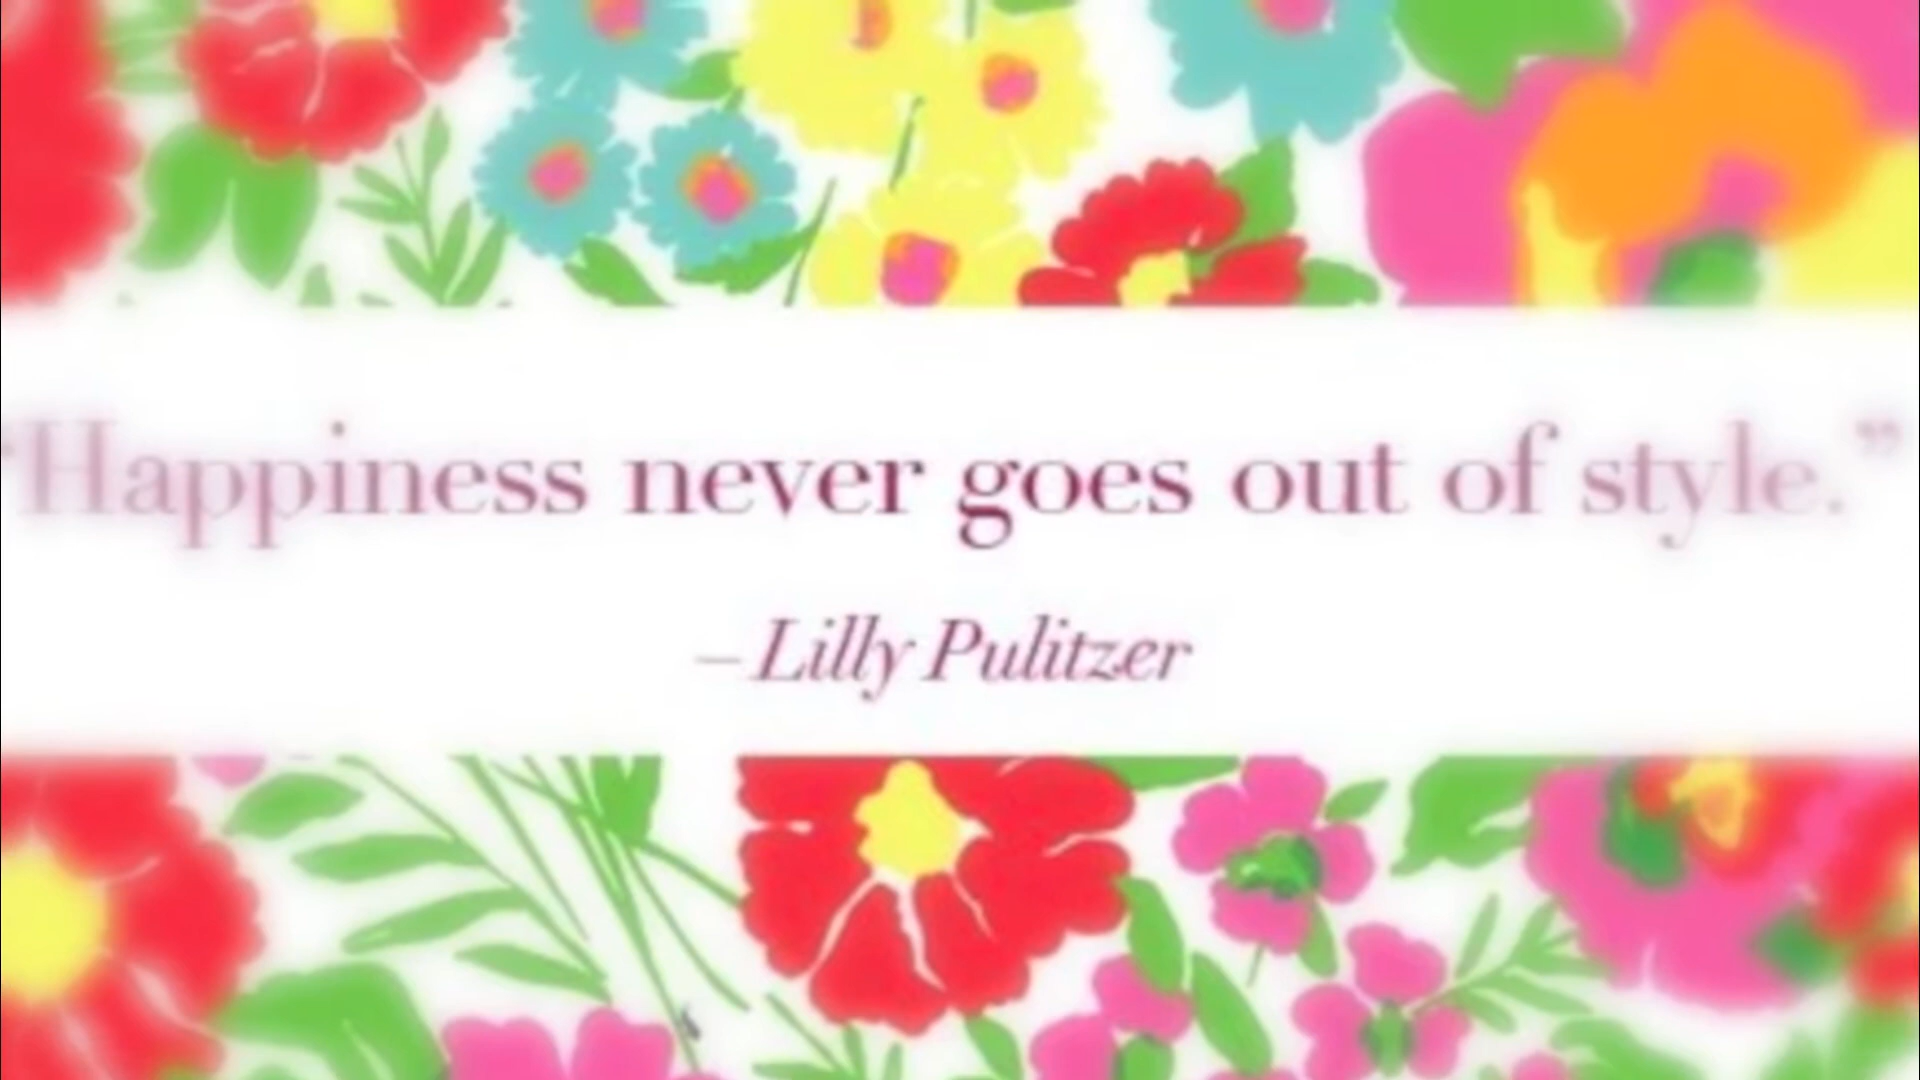 “Happiness never goes out of style.”
– Lilly Pulitzer